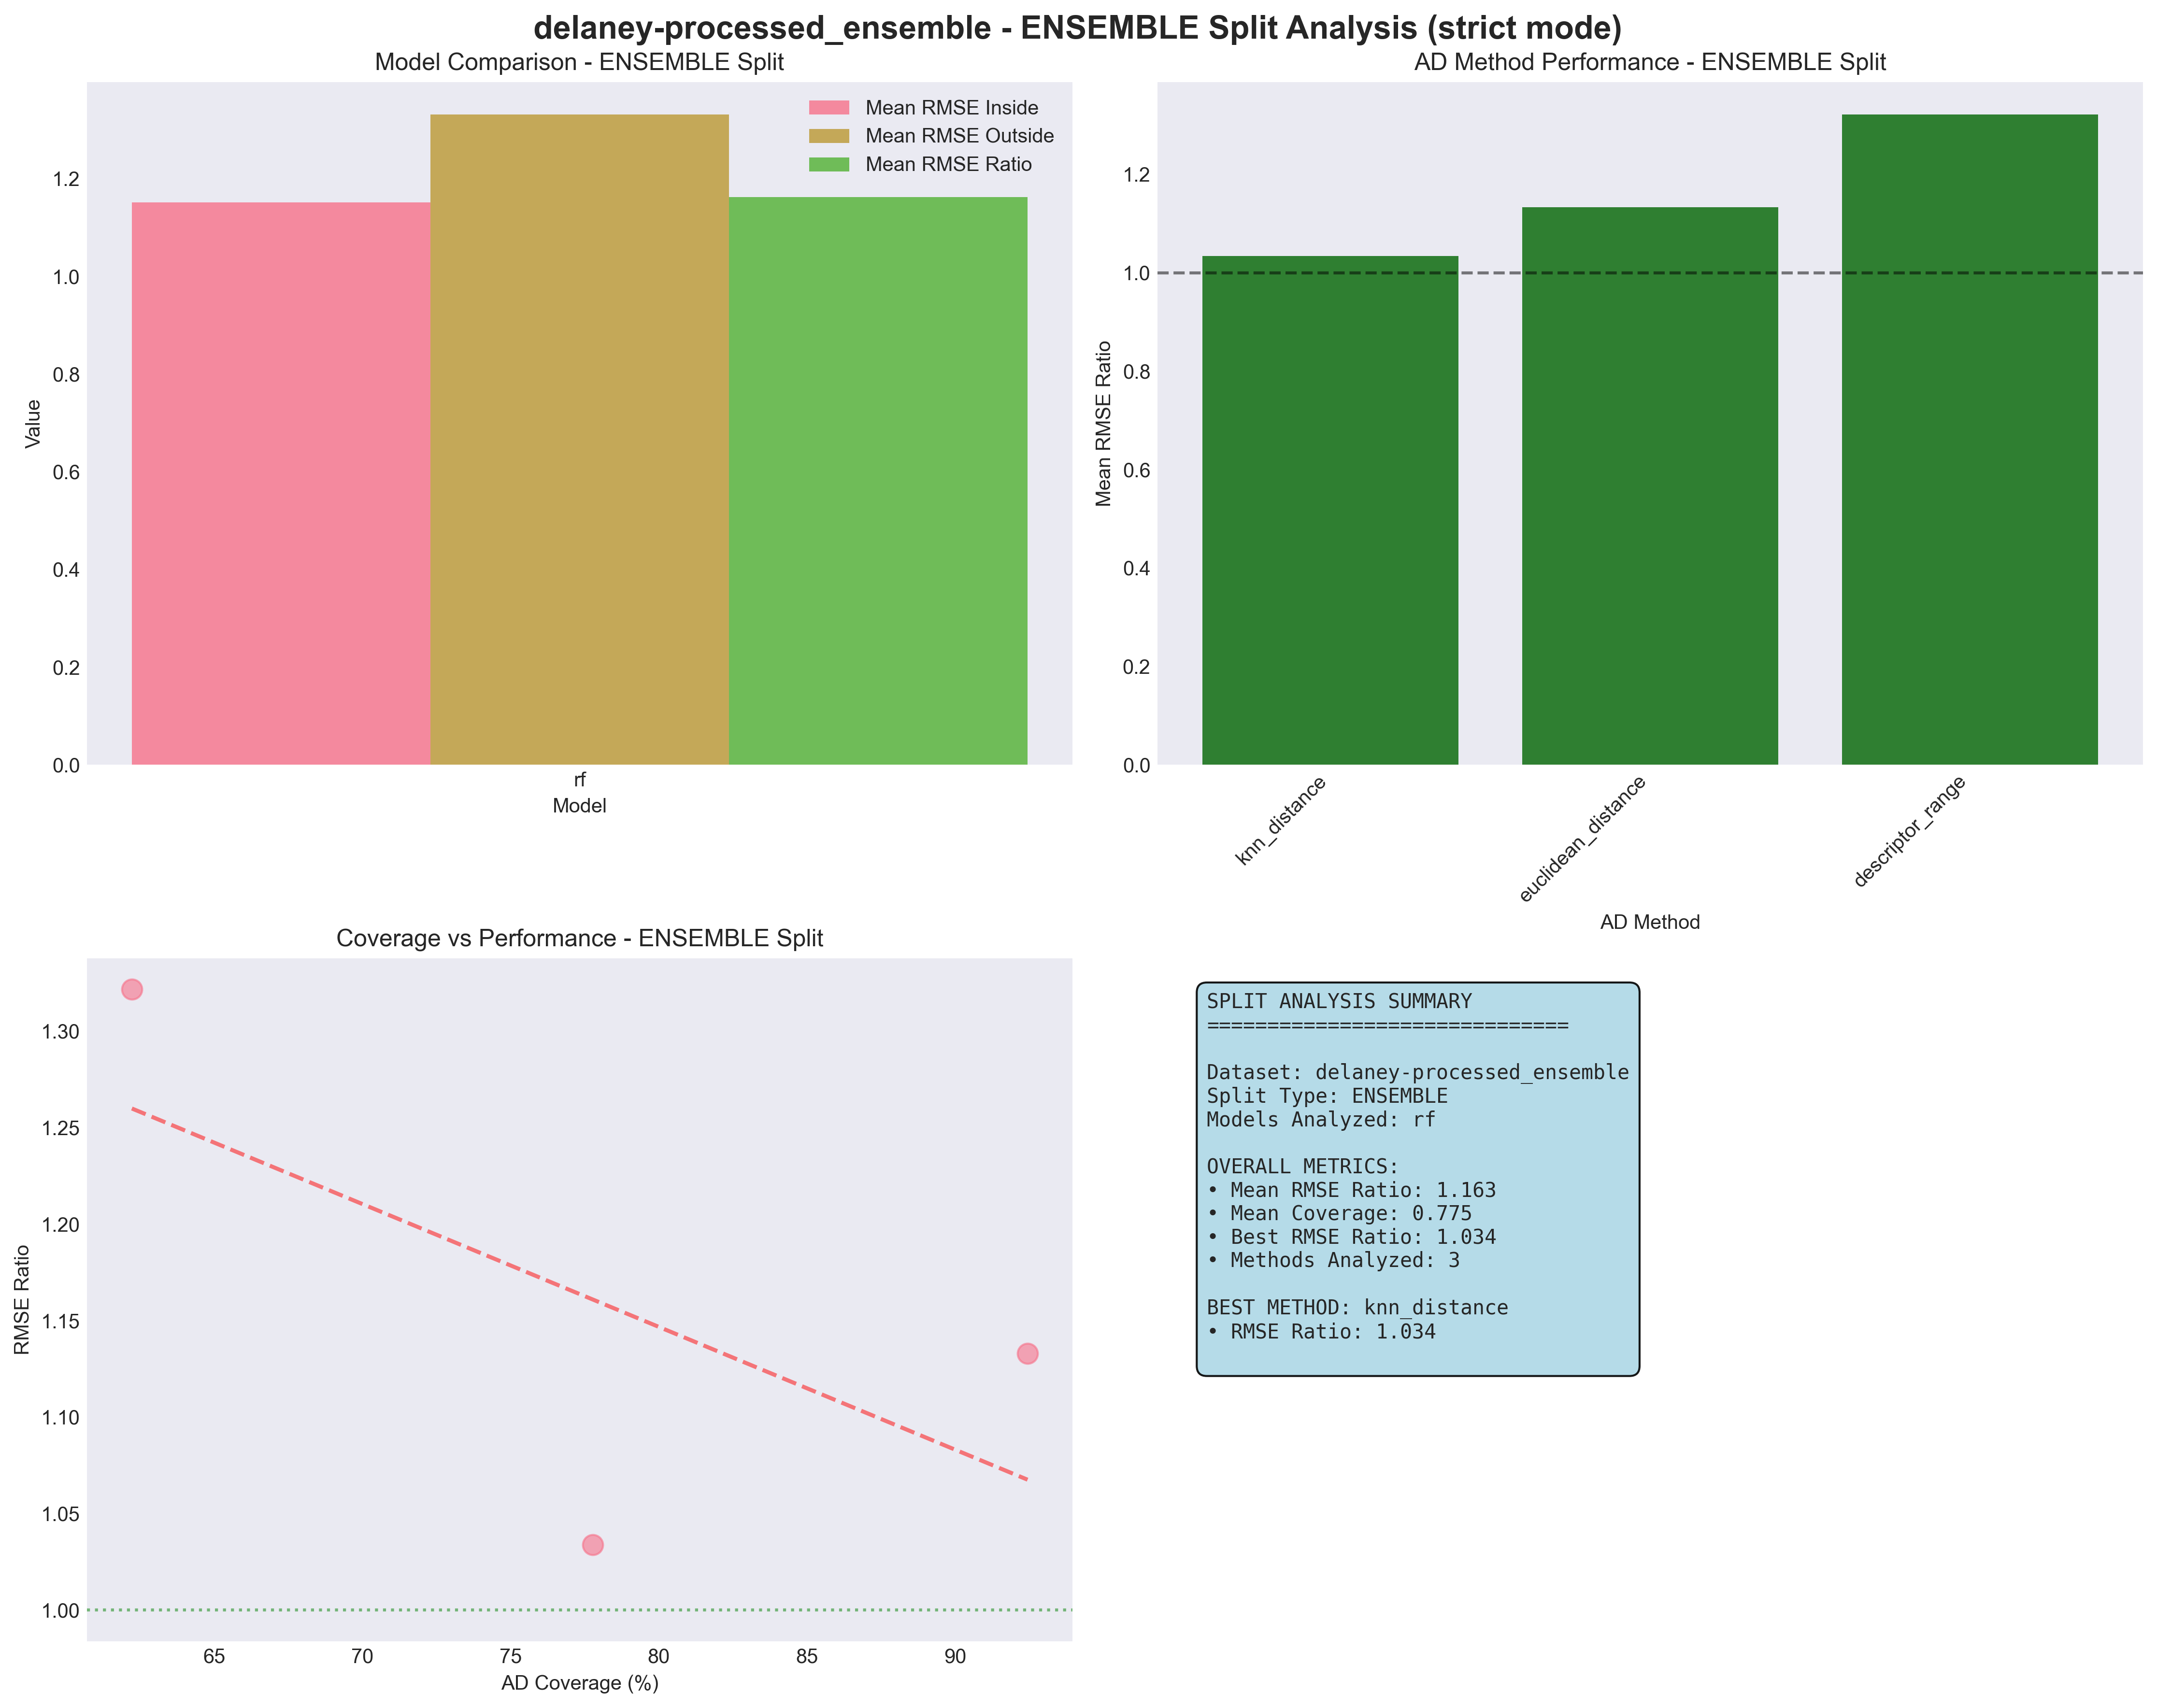 delaney-processed_ensemble - ENSEMBLE Split Analysis (strict mode)
Model Comparison - ENSEMBLE Split
Mean RMSE Inside
Mean RMSE Outside
Mean RMSE Ratio
Value
1.2
1.0
0.8
0.6
0.4
0.2
0.0
rf
Model
AD Method Performance - ENSEMBLE Split
Mean RMSE Ratio
1.2
1.0
0.8
0.6
0.4
0.2
0.0
knn_distance
euclidean_distance
descriptor_range
AD Method
Coverage vs Performance - ENSEMBLE Split
RMSE Ratio
1.30
1.25
1.20
1.15
1.10
1.05
1.00
65 70 75 80 85 90
AD Coverage (%)
SPLIT ANALYSIS SUMMARY
==============================
Dataset: delaney-processed_ensemble
Split Type: ENSEMBLE
Models Analyzed: rf
OVERALL METRICS:
• Mean RMSE Ratio: 1.163
• Mean Coverage: 0.775
• Best RMSE Ratio: 1.034
• Methods Analyzed: 3
BEST METHOD: knn_distance
• RMSE Ratio: 1.034